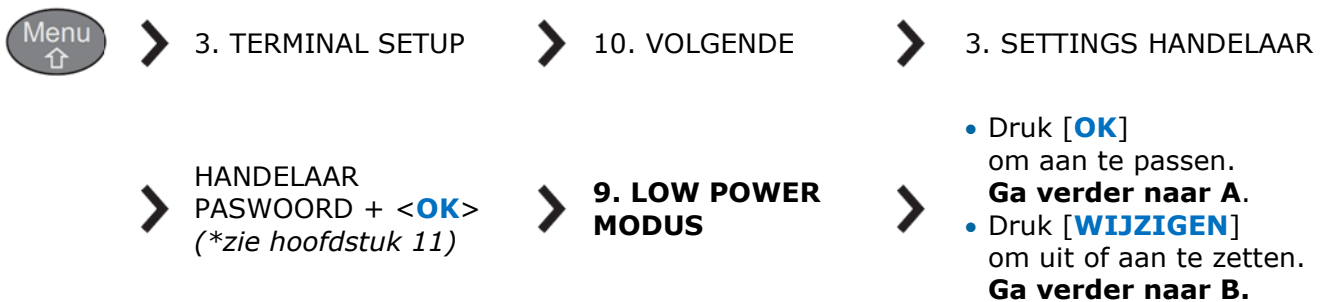 Menu
3. TERMINAL SETUP
10. VOLGENDE
3. SETTINGS HANDELAAR
HANDELAAR
PASWOORD + <OK>
(*zie hoofdstuk 11)
9. LOW POWER
MODUS
• Druk [OK]
om aan te passen.
Ga verder naar A.
• Druk [WIJZIGEN]
om uit of aan te zetten.
Ga verder naar B.